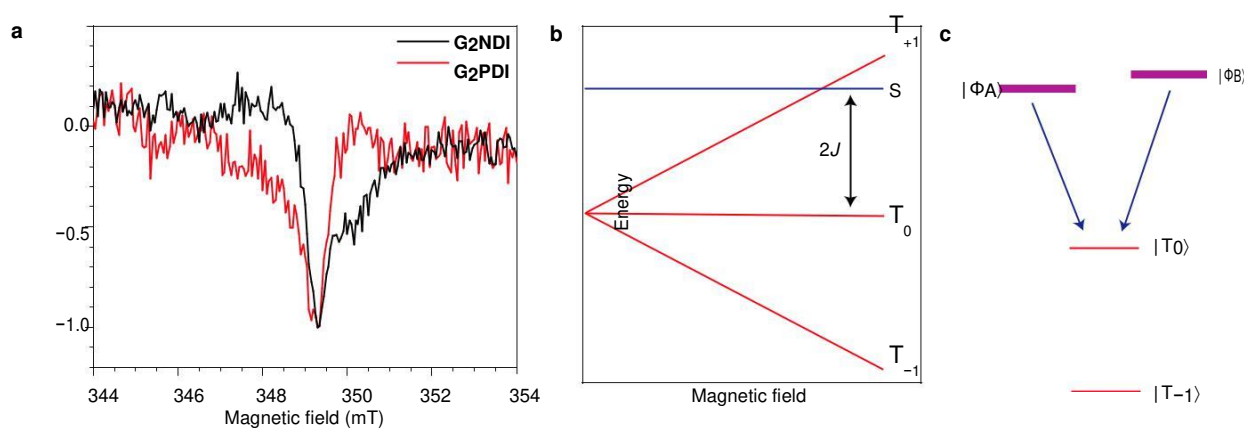 a
G2NDI
G2PDI
0.0
−0.5
−1.0
344
346
348
350
352
354
Magnetic field (mT)
b
T+1
S
2J
Energy
T0
T−1
Magnetic field
c
|ΦA⟩
|ΦB⟩
|T0⟩
|T−1⟩